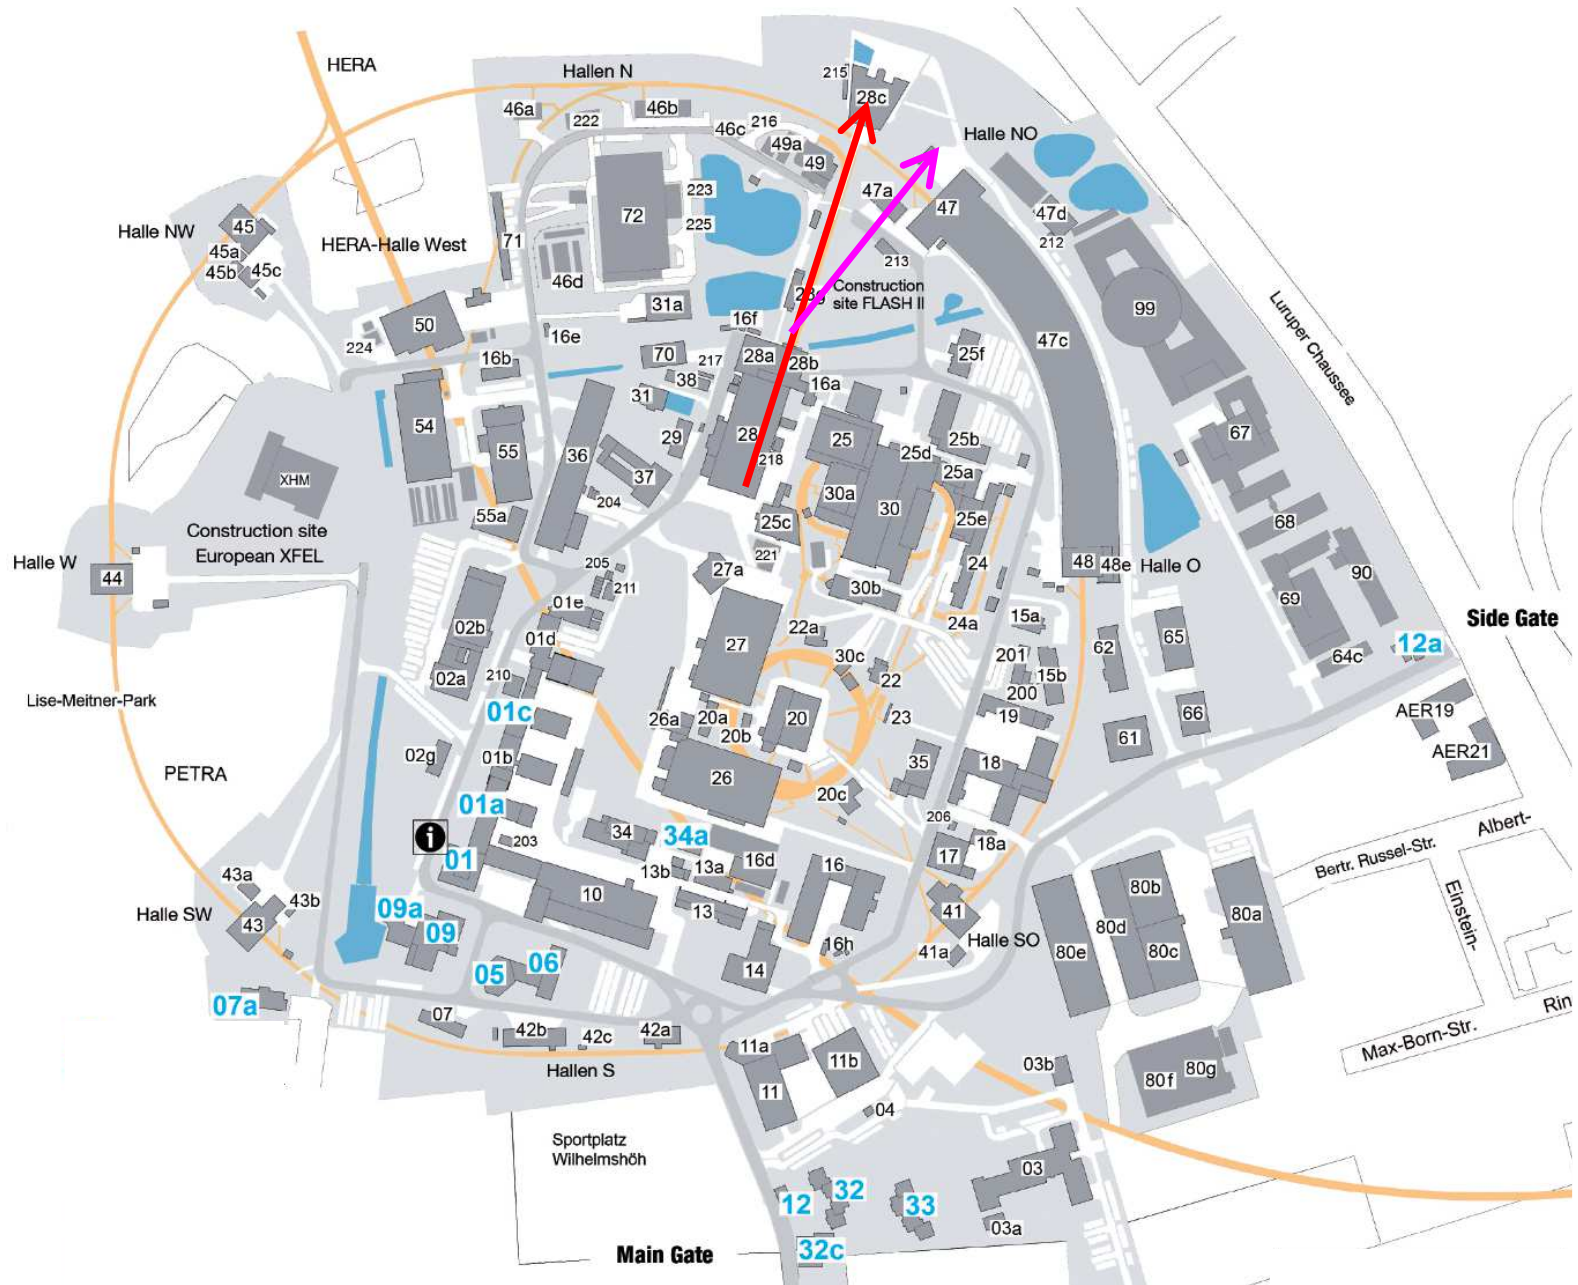 HERA
Hallen N
215
28c
46a
222
46b
46c
216
49a
49
Halle NO
47a
47
47d
212
72
223
225
45
Halle NW
45a
45b
45c
HERA-Halle West
71
46d
213
28g
Construction
site FLASH II
99
Luruper Chaussee
31a
50
224
16e
16f
16b
70
217
28a
28b
25f
47c
38
16a
31
54
55
36
29
28
218
25
25d
25b
67
37
25a
XHM
204
30a
30
25e
55a
25c
68
Construction site
European XFEL
Halle W
44
205
211
27a
221
24
48
48e
Halle O
90
30b
69
01e
02b
01d
22a
24a
15a
62
65
Side Gate
12a
27
30c
201
64c
02a
210
22
15b
200
Lise-Meitner-Park
01c
26a
20a
20b
20
23
19
66
AER19
61
AER21
02g
01b
PETRA
26
35
18
01a
20c
206
34
34a
203
18a
Albert-
Bertr. Russel-Str.
01
13b
13a
16d
16
17
43a
43b
43
Halle SW
10
13
41
80b
80d
80a
Einstein-
09a
09
Halle SO
80e
80c
16h
41a
14
05
06
07a
07
42b
42c
42a
Rin
Max-Born-Str.
Hallen S
11a
11b
11
03b
80f
80g
04
Sportplatz
Wilhelmshöh
03
12
32
33
03a
32c
Main Gate